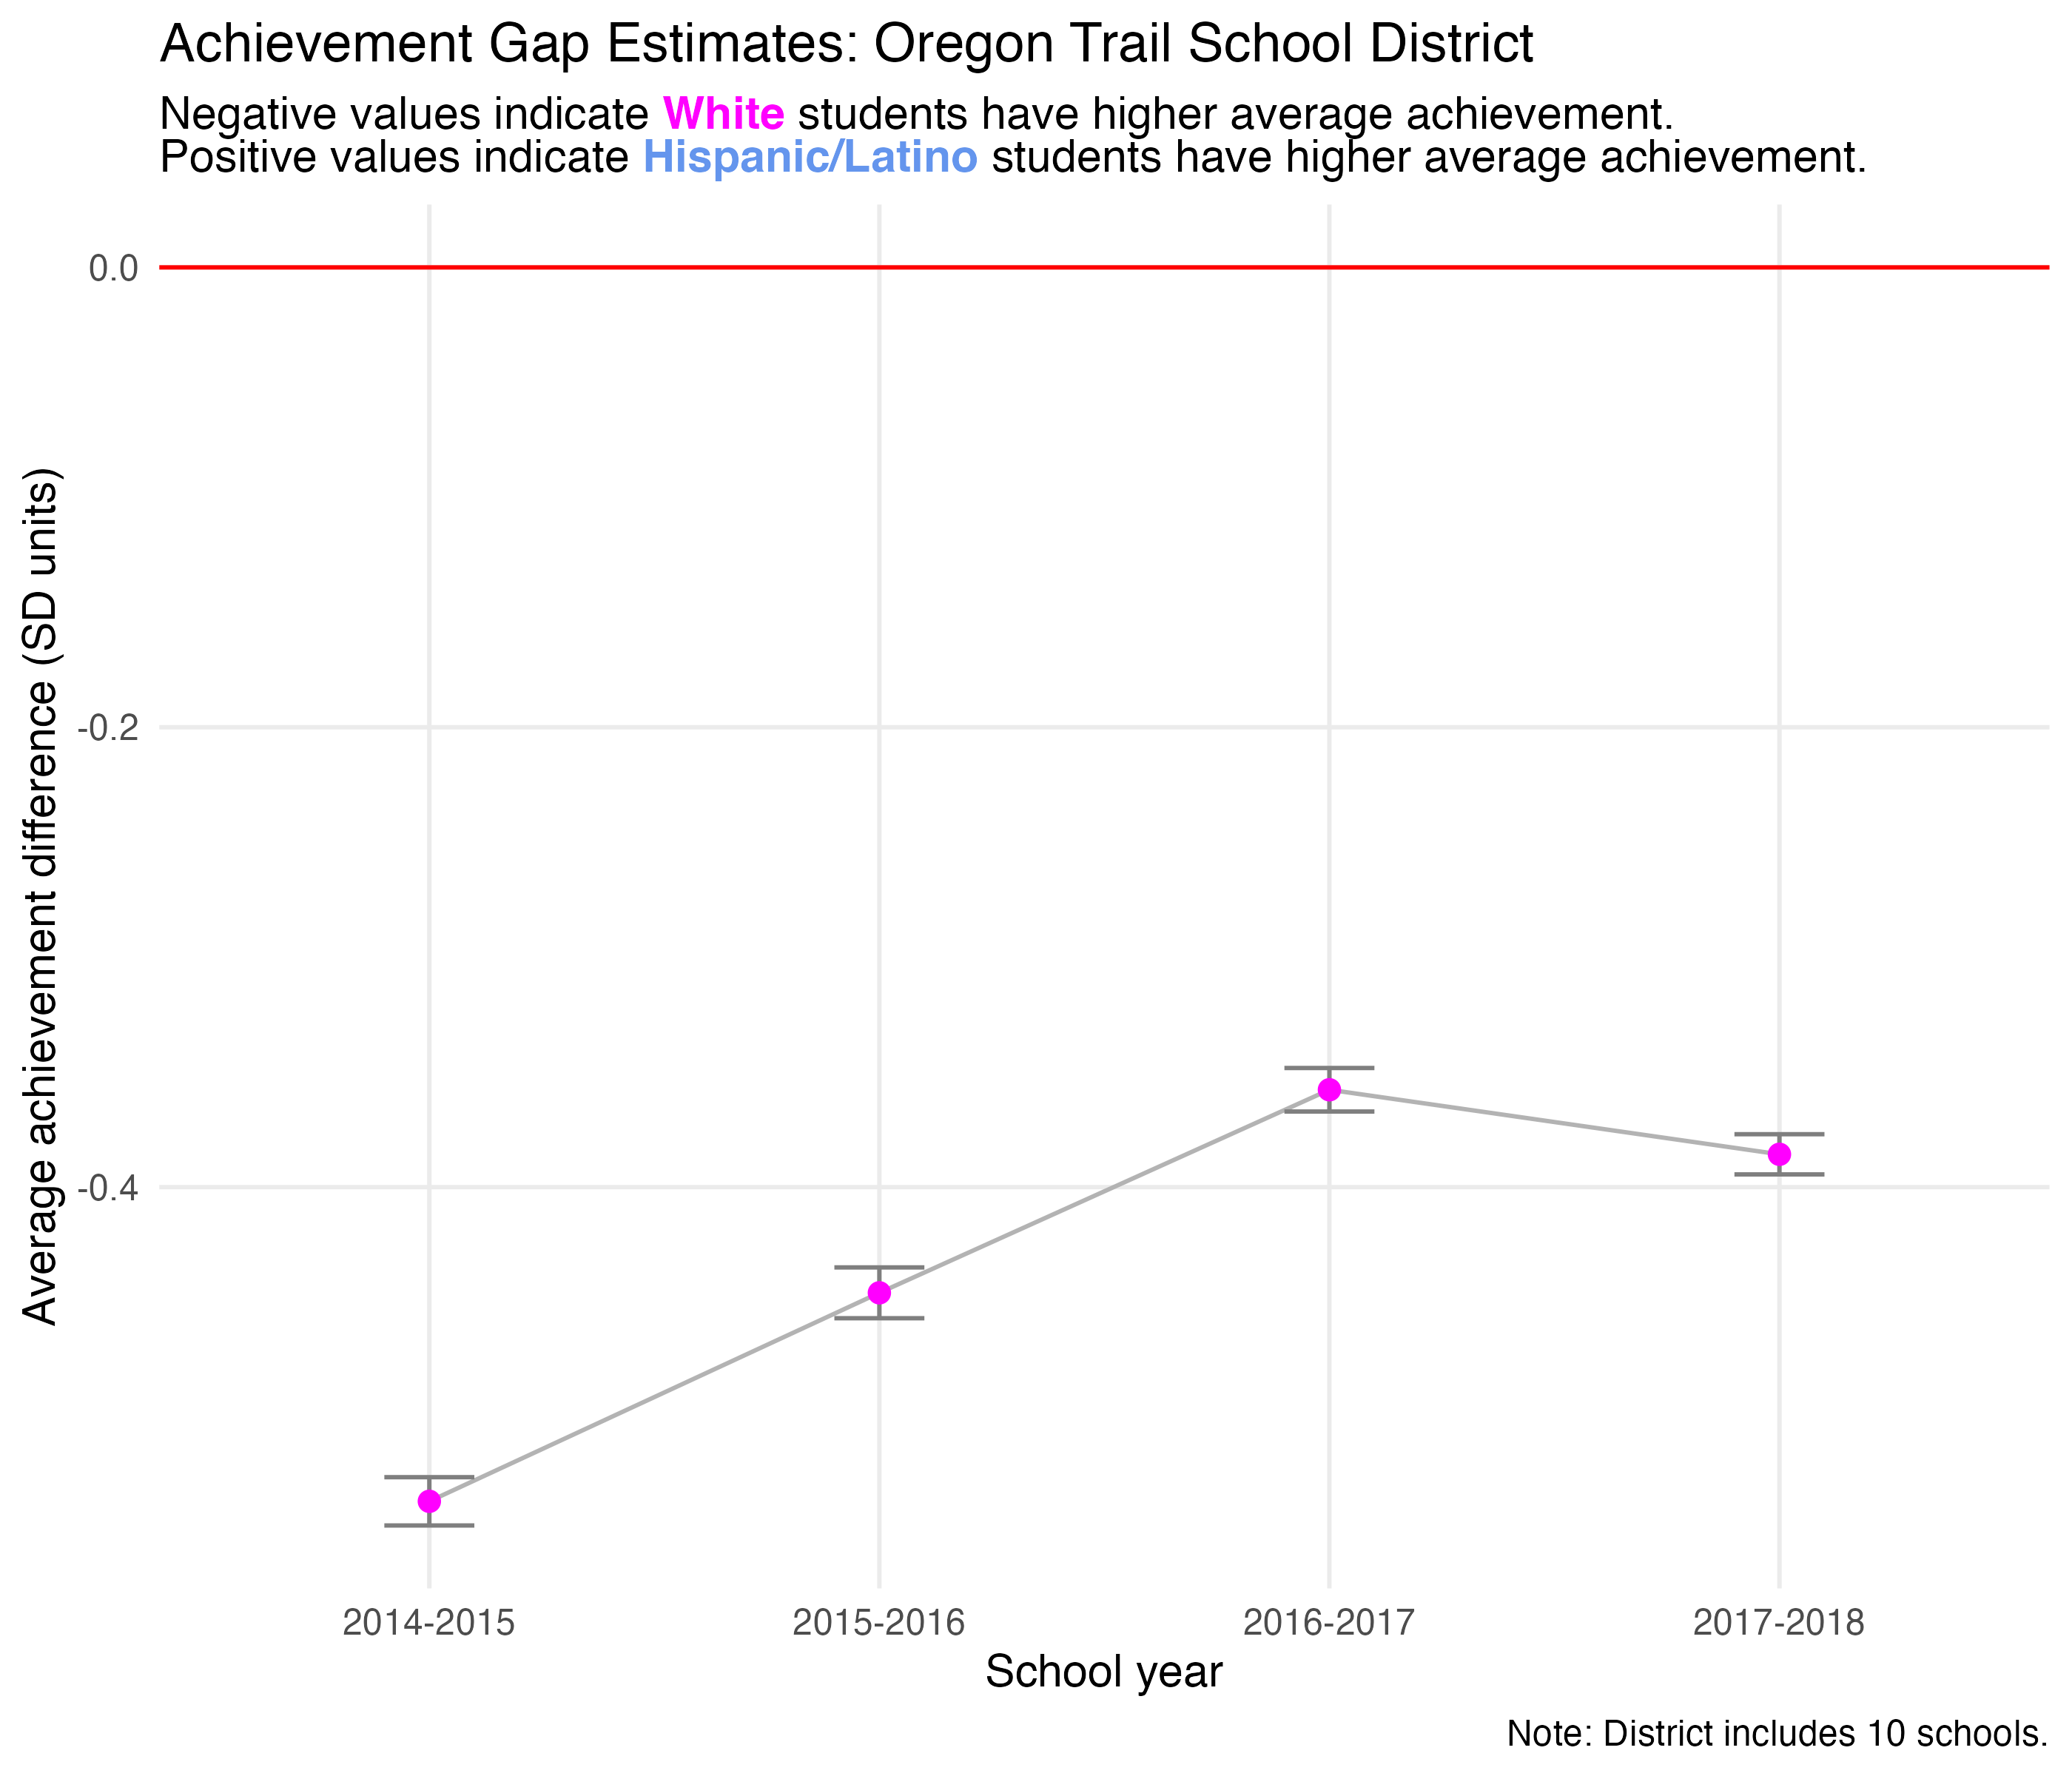 Achievement Gap Estimates: Oregon Trail School District
Negative values indicate White students have higher average achievement.
Positive values indicate Hispanic/Latino students have higher average achievement.
Average achievement difference (SD units)
0.0
-0.2
-0.4
2014-2015
2015-2016
2016-2017
2017-2018
School year
Note: District includes 10 schools.